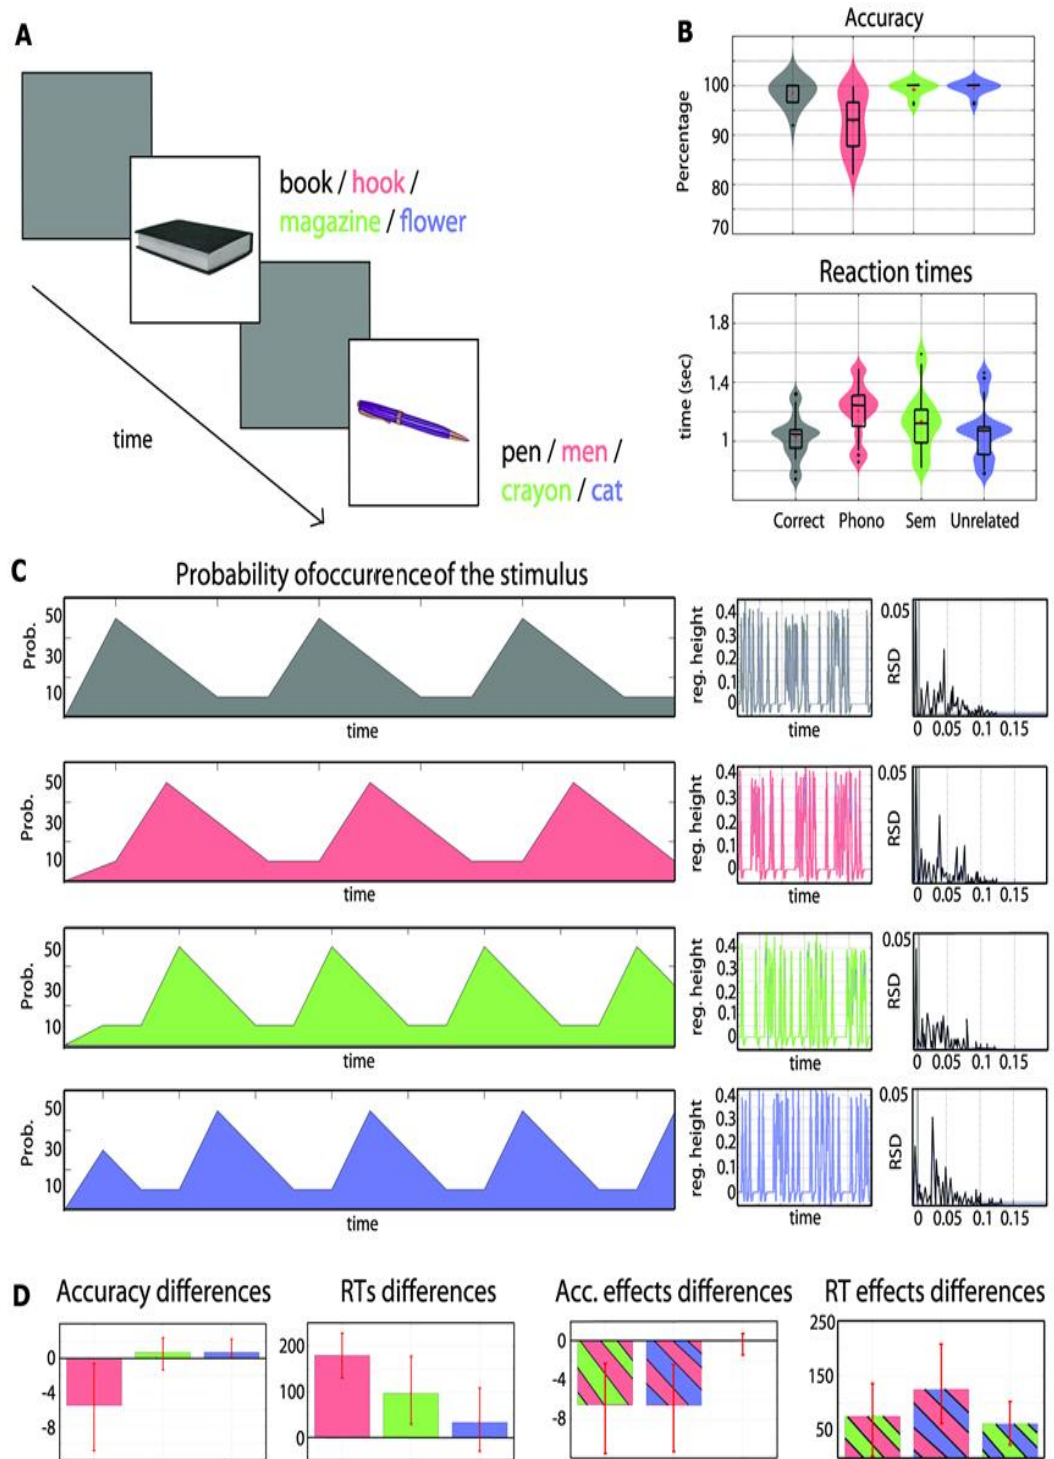 A
book / hook /
magazine / flower
time
pen / men /
crayon / cat
B
Accuracy
Percentage
100
90
80
70
Reaction times
time (sec)
1.8
1.4
1
Correct Phono Sem Unrelated
C
Probability ofoccurrenceof the stimulus
Prob.
50
30
10
time
reg. height
0.4
0.3
0.2
0.1
0
time
RSD
0.05
0 0.05 0.1 0.15
Prob.
50
30
10
time
reg. height
0.4
0.3
0.2
0.1
0
time
RSD
0.05
0 0.05 0.1 0.15
Prob.
50
30
10
time
reg. height
0.4
0.3
0.2
0.1
0
time
RSD
0.05
0 0.05 0.1 0.15
Prob.
50
30
10
time
reg. height
0.4
0.3
0.2
0.1
0
time
RSD
0.05
0 0.05 0.1 0.15
D
Accuracy differences
0
-4
-8
RTs differences
200
100
0
Acc. effects differences
0
-4
-8
RT effects differences
250
150
50